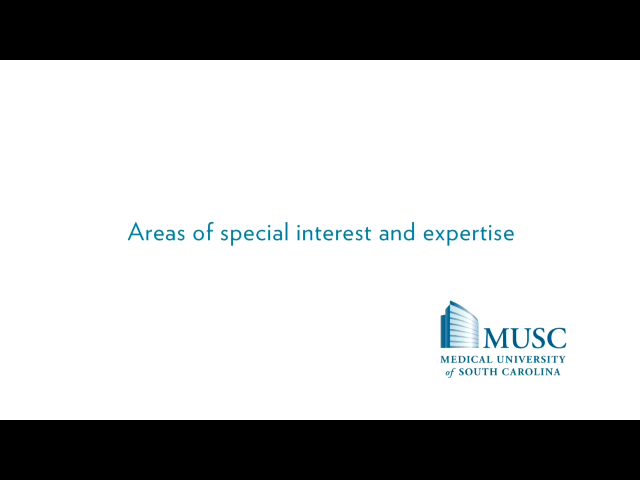 Areas of special interest and expertise
MUSC
MEDICAL UNIVERSITY
of SOUTH CAROLINA